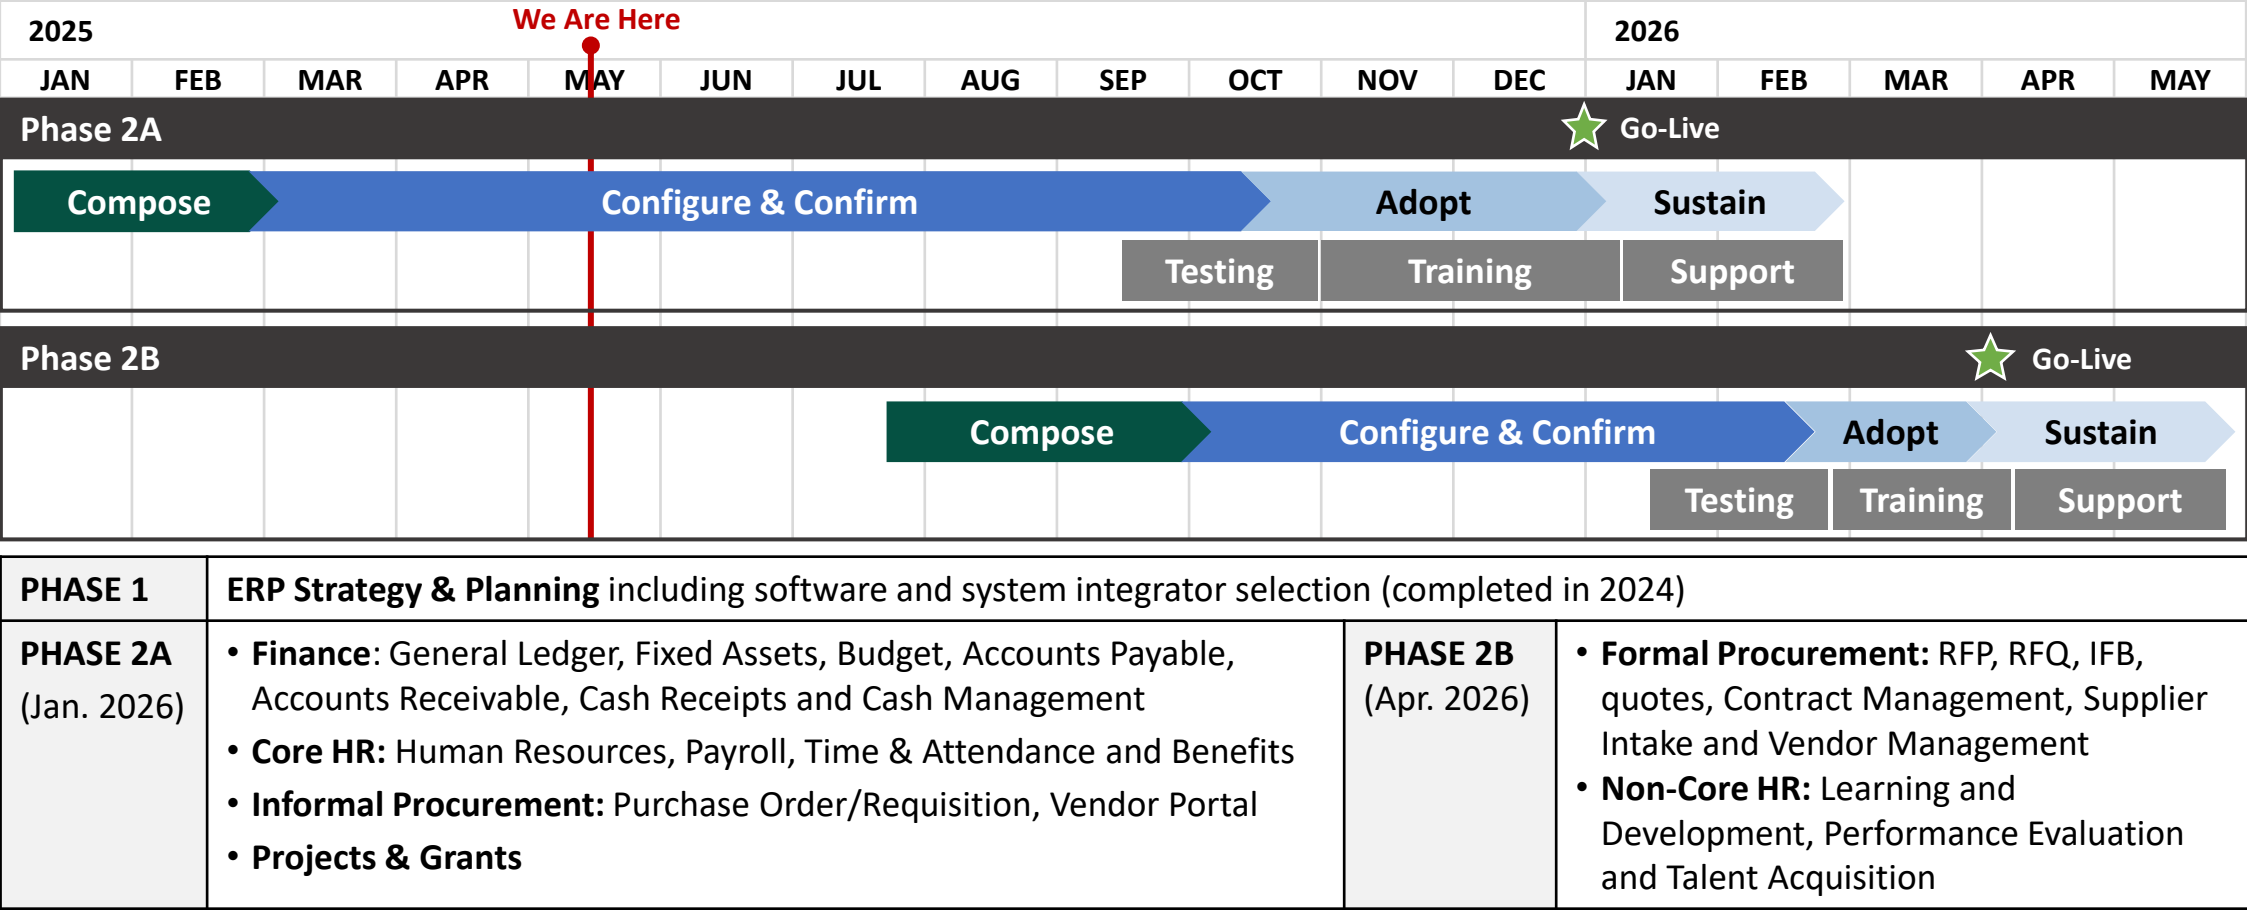 We Are Here
2025
2026
JAN FEB MAR APR MAY JUN JUL AUG SEP OCT NOV DEC JAN FEB MAR APR MAY
Phase 2A
Go-Live
Compose
Configure & Confirm
Adopt
Sustain
Testing
Training
Support
Phase 2B
Go-Live
Compose
Configure & Confirm
Adopt
Sustain
Testing
Training
Support
PHASE 1
ERP Strategy & Planning including software and system integrator selection (completed in 2024)
PHASE 2A
(Jan. 2026)
• Finance: General Ledger, Fixed Assets, Budget, Accounts Payable,
Accounts Receivable, Cash Receipts and Cash Management
• Core HR: Human Resources, Payroll, Time & Attendance and Benefits
• Informal Procurement: Purchase Order/Requisition, Vendor Portal
• Projects & Grants
PHASE 2B
(Apr. 2026)
• Formal Procurement: RFP, RFQ, IFB,
quotes, Contract Management, Supplier
Intake and Vendor Management
• Non-Core HR: Learning and
Development, Performance Evaluation
and Talent Acquisition